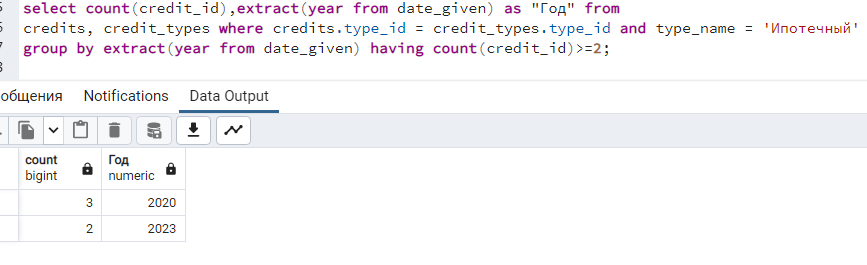 5 select count(credit_id),extract(year from date_given) as "Год" from
6 credits, credit_types where credits.type_id = credit_types.type_id and type_name = 'Ипотечный'
7 group by extract(year from date_given) having count(credit_id)>=2;
8
общения Notifications Data Output
count Год
bigint numeric
3 2020
2 2023